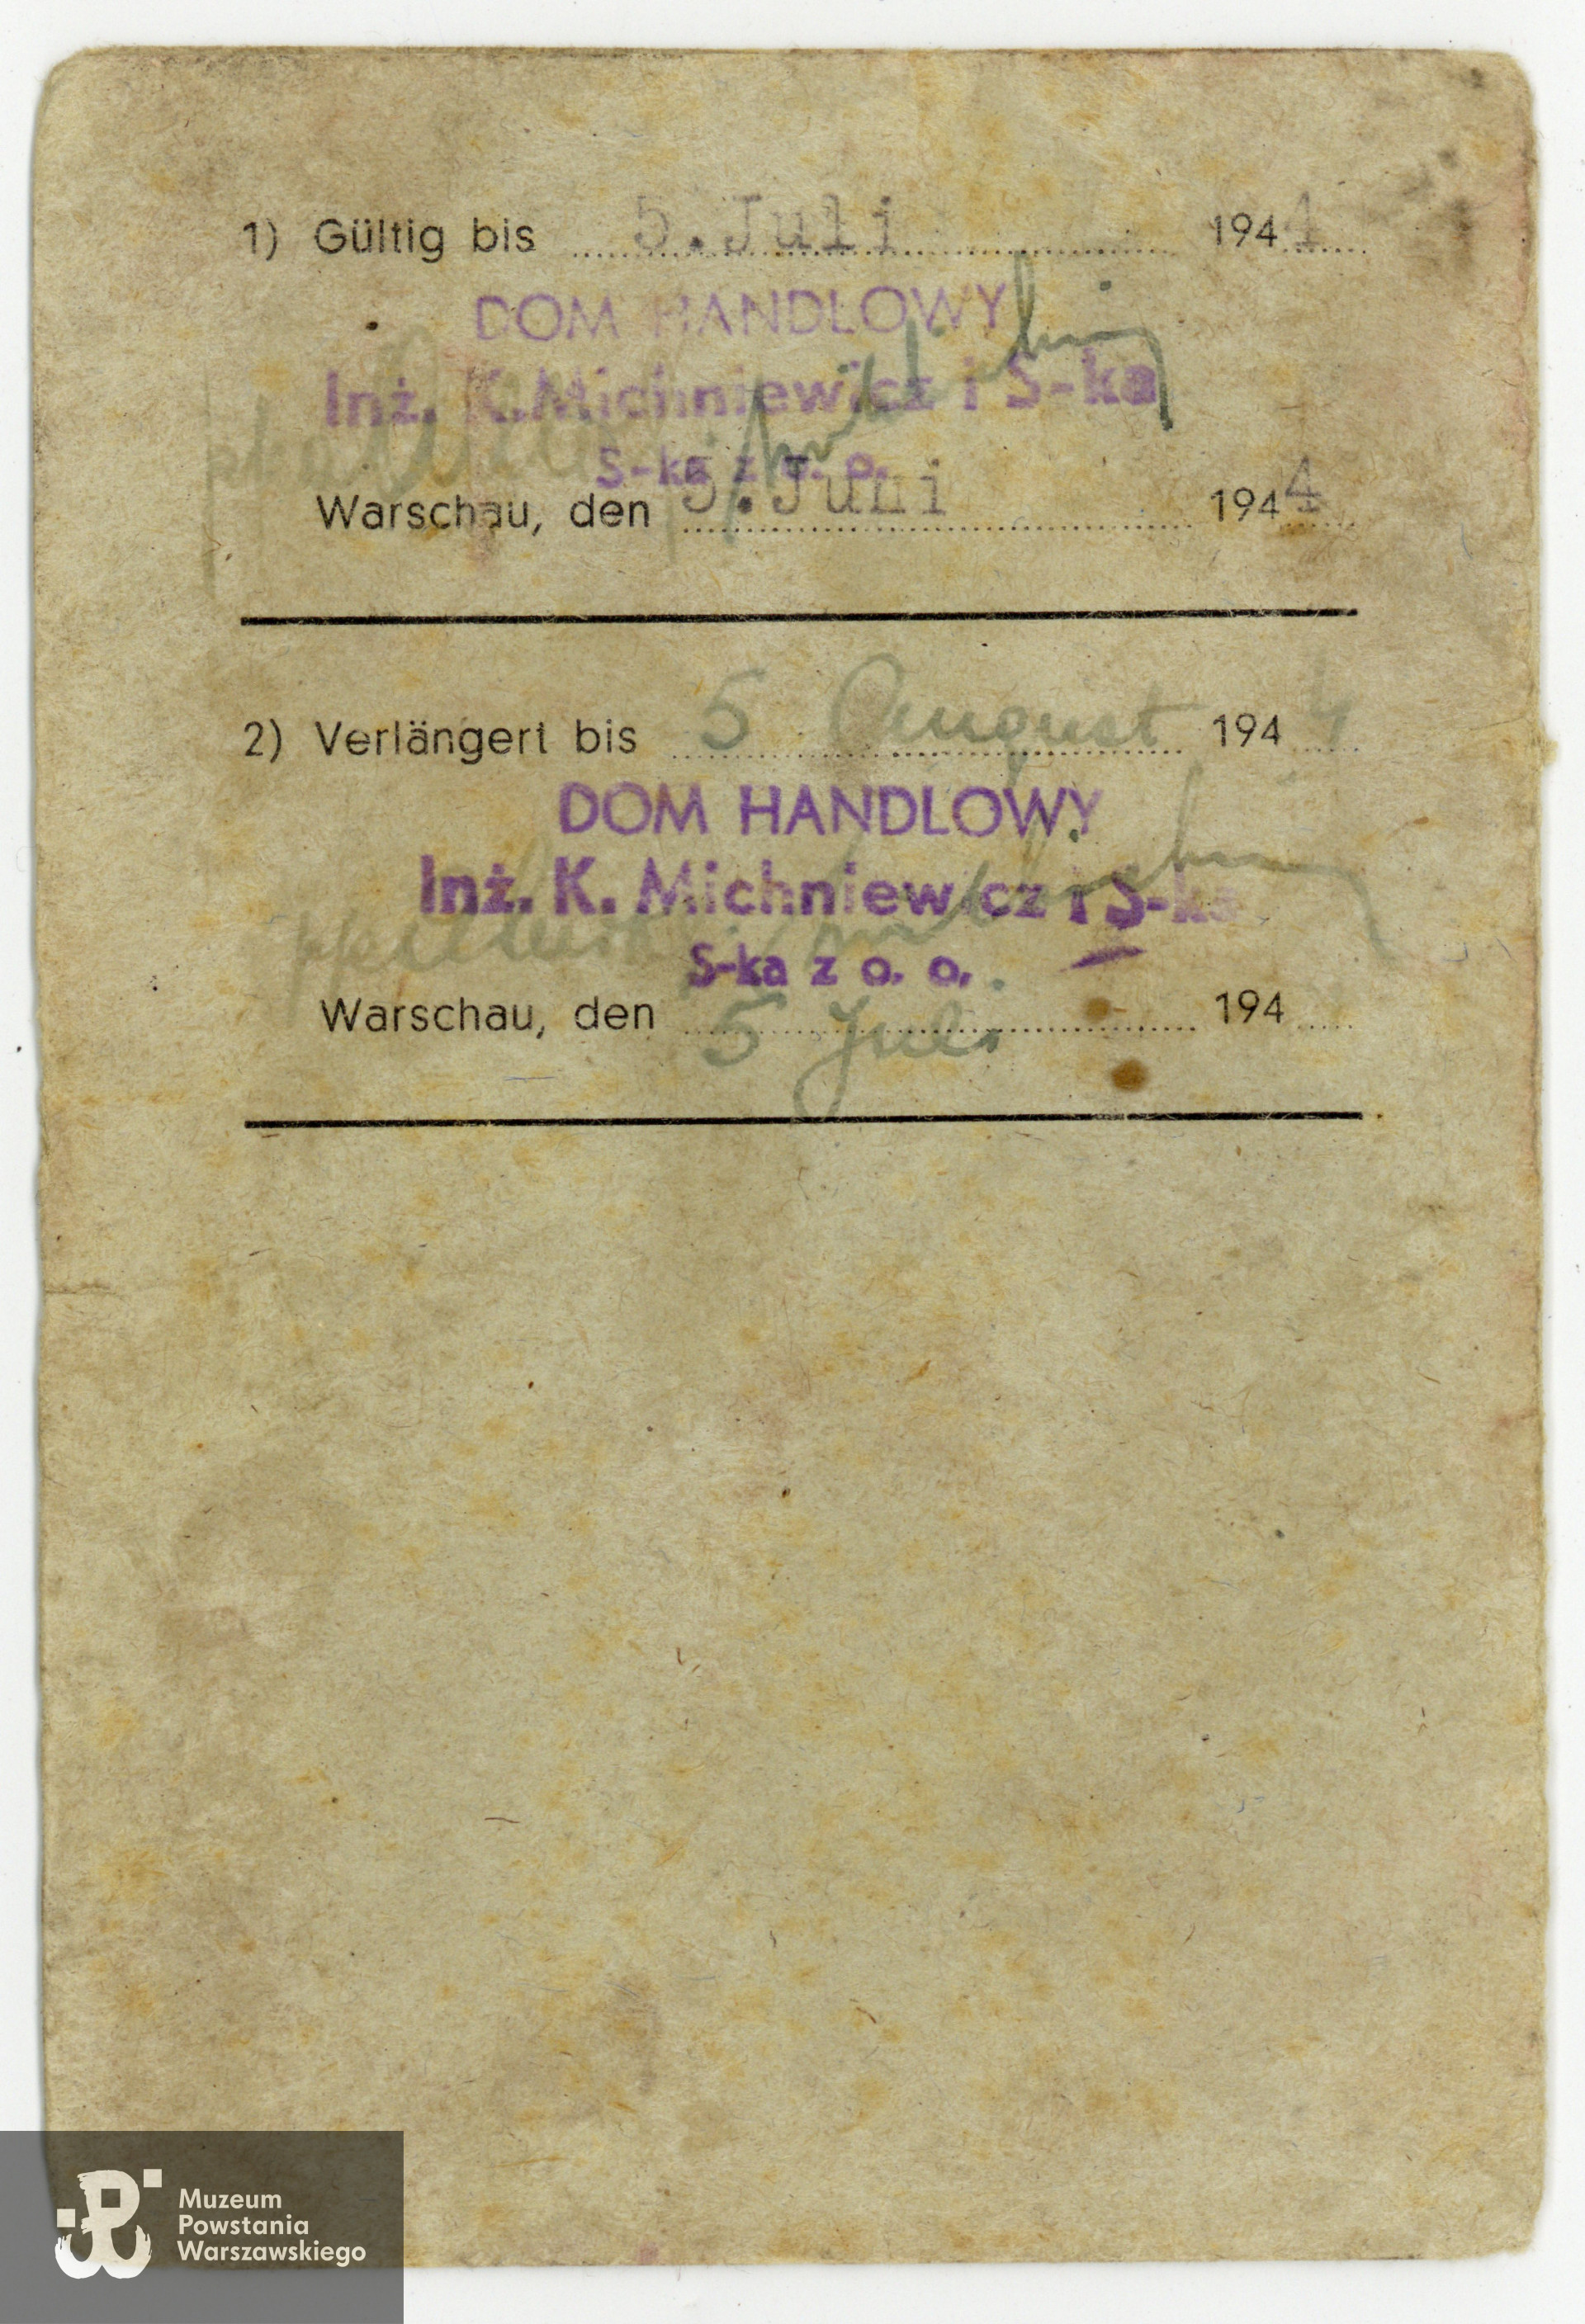 1) Gültig bis 5. Juli 1944
DOM HANDLOWY
Inż. K. Michniewicz i S-ka
S-ka z o. o.
Warschau, den 5. Juni 1944
2) Verlängert bis 5 August 1944
DOM HANDLOWY
Inż. K. Michniewicz i S-ka
S-ka z o. o.
Warschau, den 5 Juli 194
Muzeum
Powstania
Warszawskiego